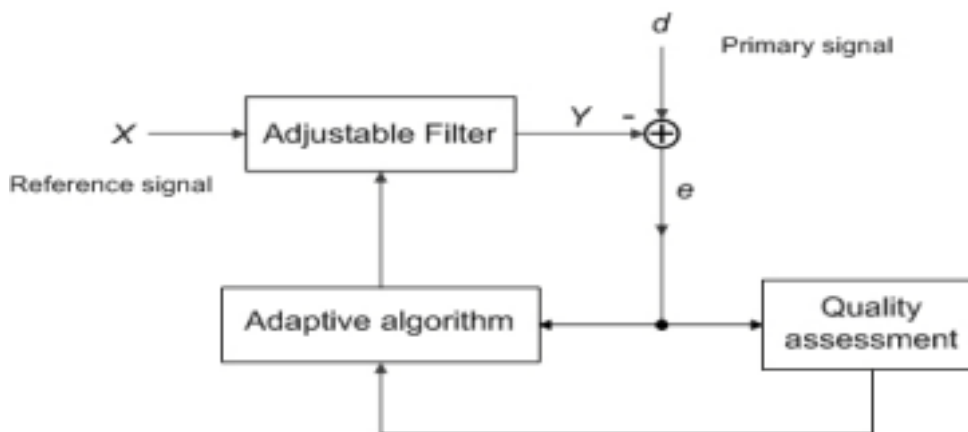 d
Primary signal
X
Adjustable Filter
Y
-
+
Reference signal
e
Adaptive algorithm
Quality
assessment